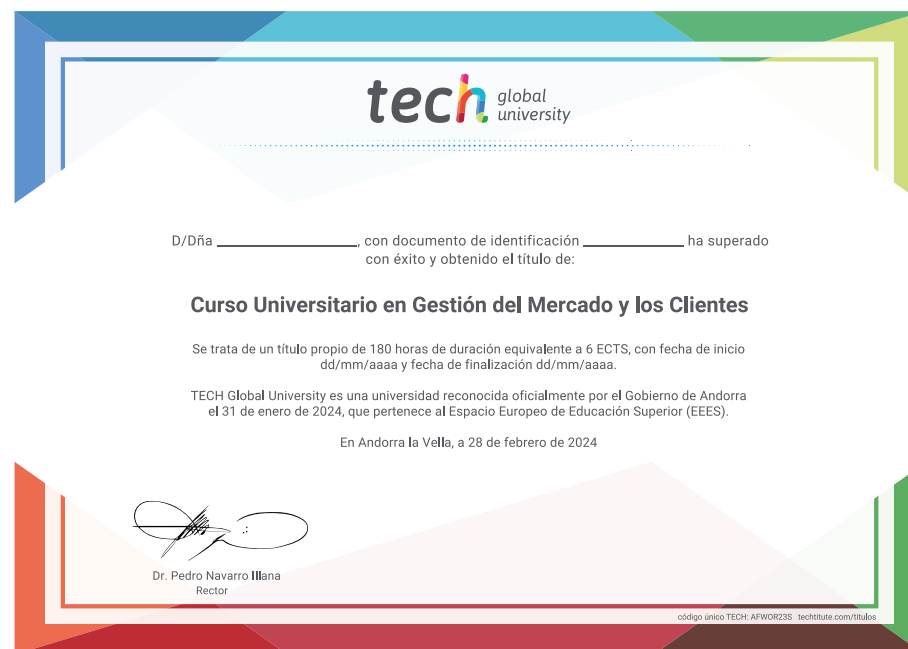 tech global university
D/Dña ________________, con documento de identificación ____________ ha superado
con éxito y obtenido el título de:
Curso Universitario en Gestión del Mercado y los Clientes
Se trata de un título propio de 180 horas de duración equivalente a 6 ECTS, con fecha de inicio
dd/mm/aaaa y fecha de finalización dd/mm/aaaa.
TECH Global University es una universidad reconocida oficialmente por el Gobierno de Andorra
el 31 de enero de 2024, que pertenece al Espacio Europeo de Educación Superior (EEES).
En Andorra la Vella, a 28 de febrero de 2024
Dr. Pedro Navarro Illana
Rector
código único TECH: AFWOR23S techtitute.com/titulos